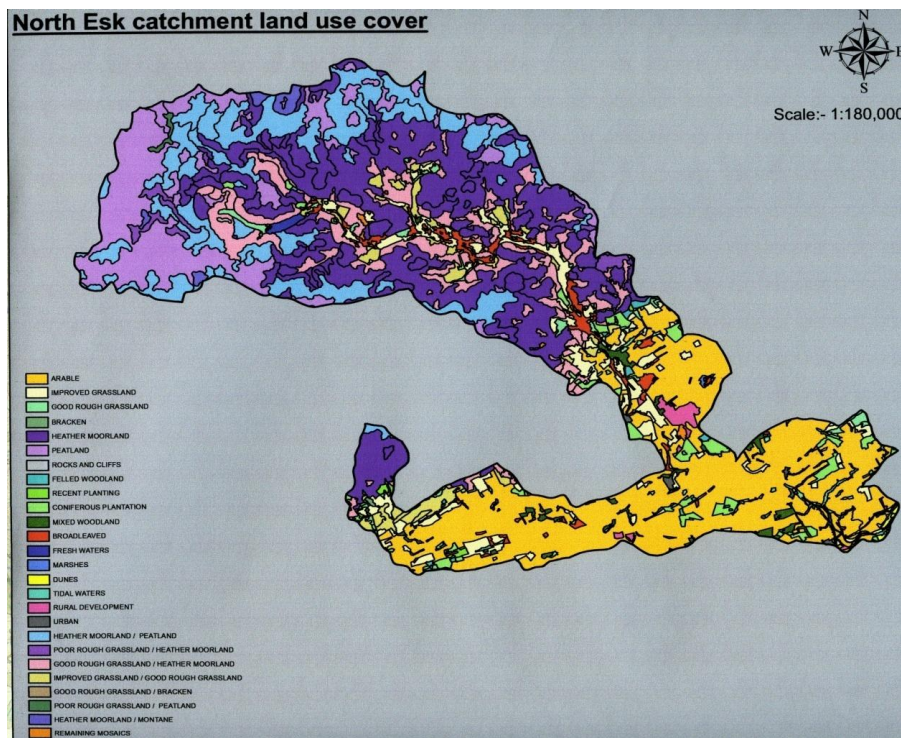 North Esk catchment land use cover
N
W
E
S
Scale:- 1:180,000
ARABLE
IMPROVED GRASSLAND
GOOD ROUGH GRASSLAND
BRACKEN
HEATHER MOORLAND
PEATLAND
ROCKS AND CLIFFS
FELLED WOODLAND
RECENT PLANTING
CONIFEROUS PLANTATION
MIXED WOODLAND
BROADLEAVED
FRESH WATERS
MARSHES
DUNES
TIDAL WATERS
RURAL DEVELOPMENT
URBAN
HEATHER MOORLAND / PEATLAND
POOR ROUGH GRASSLAND / HEATHER MOORLAND
GOOD ROUGH GRASSLAND / HEATHER MOORLAND
IMPROVED GRASSLAND / GOOD ROUGH GRASSLAND
GOOD ROUGH GRASSLAND / BRACKEN
POOR ROUGH GRASSLAND / PEATLAND
HEATHER MOORLAND / MONTANE
REMAINING MOSAICS